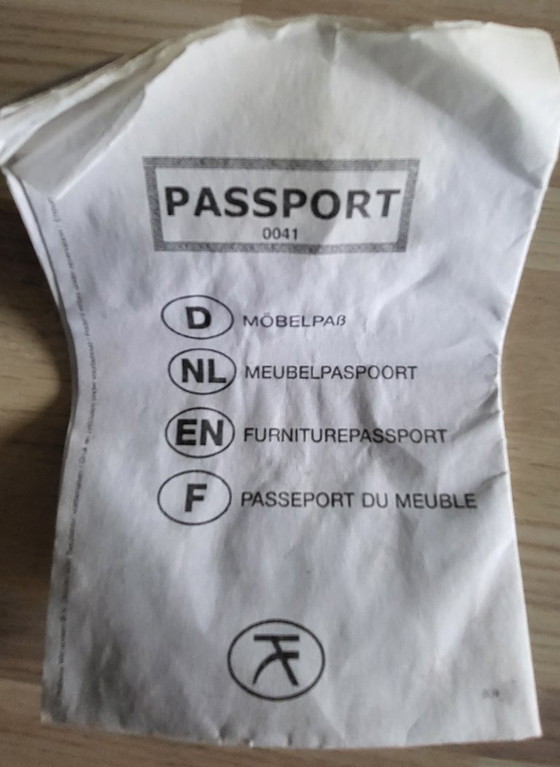 PASSPORT
0041
D MÖBELPAß
NL MEUBELPASPOORT
EN FURNITUREPASSPORT
F PASSEPORT DU MEUBLE